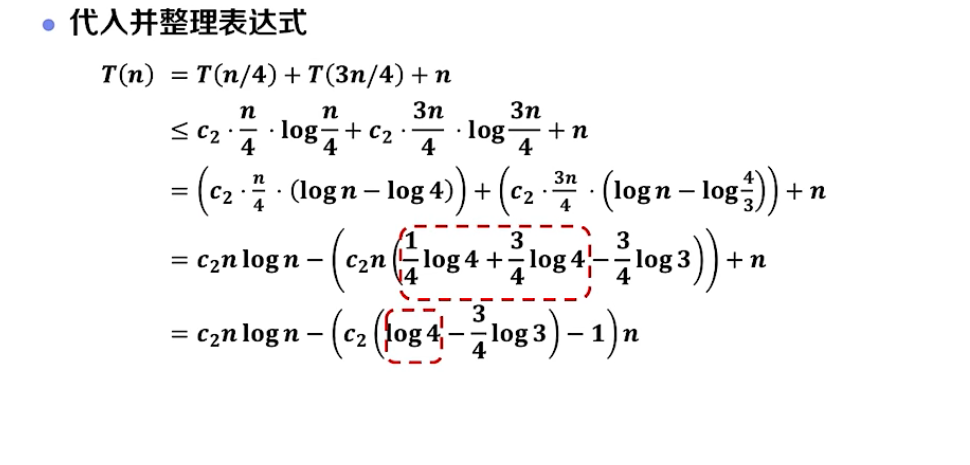 代入并整理表达式
T(n) = T(n/4) + T(3n/4) + n
≤ c₂ · n/4 · log n/4 + c₂ · 3n/4 · log 3n/4 + n
= (c₂ · n/4 · (log n − log 4)) + (c₂ · 3n/4 · (log n − log 4/3)) + n
= c₂n log n − (c₂n (1/4 log 4 + 3/4 log 4 − 3/4 log 3)) + n
= c₂n log n − (c₂ (log 4 − 3/4 log 3) − 1) n